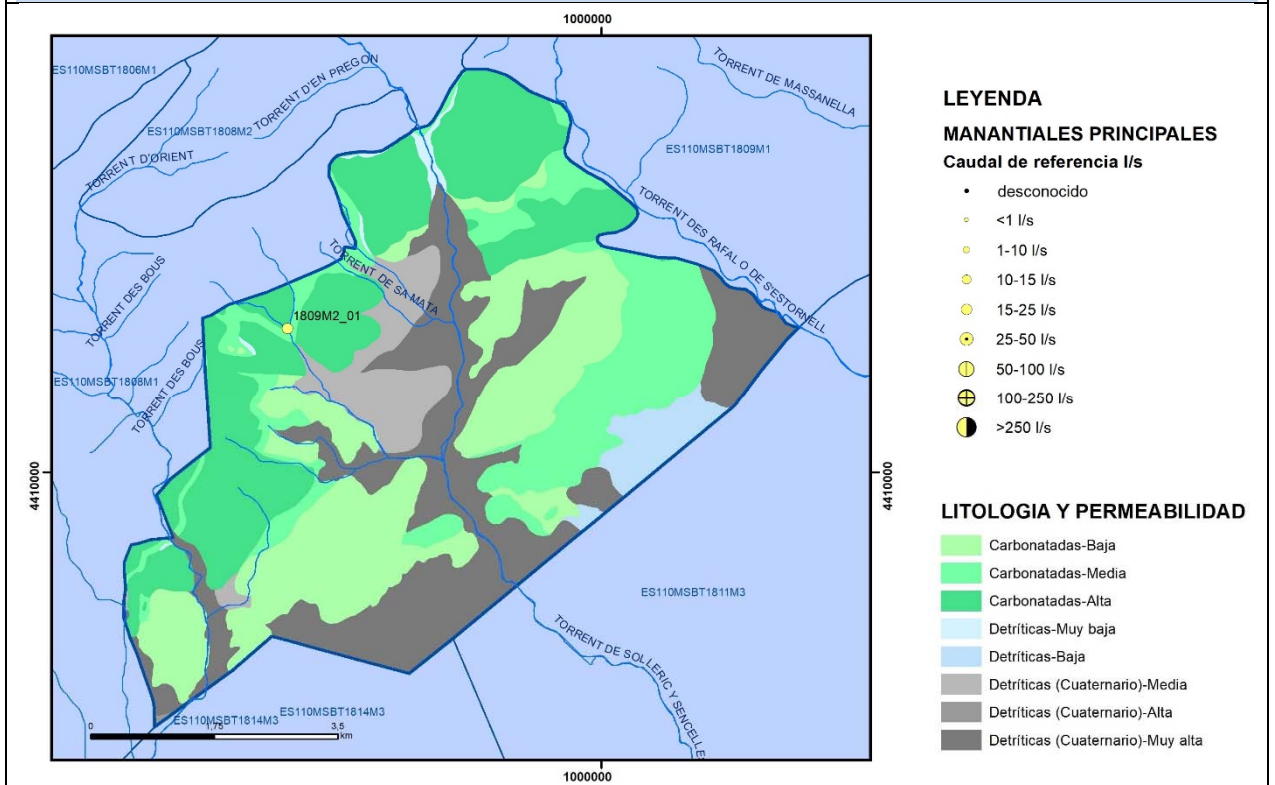 1000000
TORRENT DE MASSANELLA
TORRENT D'EN PREGON
ES110MSBT1806M1
ES110MSBT1808M2
TORRENT D'ORIENT
ES110MSBT1809M1
TORRENT DES RAFAL O DE S'ESTORNELL
TORRENT DE SA MATA
TORRENT DES BOUS
1809M2_01
TORRENT DES BOUS
ES110MSBT1808M1
4410000
4410000
ES110MSBT1811M3
TORRENT DE SOLLERIC Y SENCELLES
ES110MSBT1814M3
ES110MSBT1814M3
0
1,75
3,5
km
1000000
LEYENDA
MANANTIALES PRINCIPALES
Caudal de referencia l/s
desconocido
<1 l/s
1-10 l/s
10-15 l/s
15-25 l/s
25-50 l/s
50-100 l/s
100-250 l/s
>250 l/s
LITOLOGIA Y PERMEABILIDAD
Carbonatadas-Baja
Carbonatadas-Media
Carbonatadas-Alta
Detríticas-Muy baja
Detríticas-Baja
Detríticas (Cuaternario)-Media
Detríticas (Cuaternario)-Alta
Detríticas (Cuaternario)-Muy alta